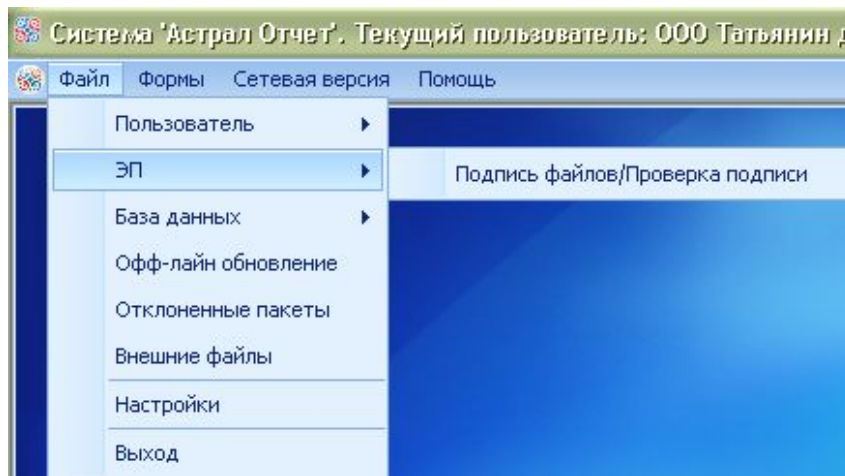 Система 'Астрал Отчет'. Текущий пользователь: ООО Татьянин
Файл Формы Сетевая версия Помощь
Пользователь
ЭП
Подпись файлов/Проверка подписи
База данных
Офф-лайн обновление
Отклоненные пакеты
Внешние файлы
Настройки
Выход